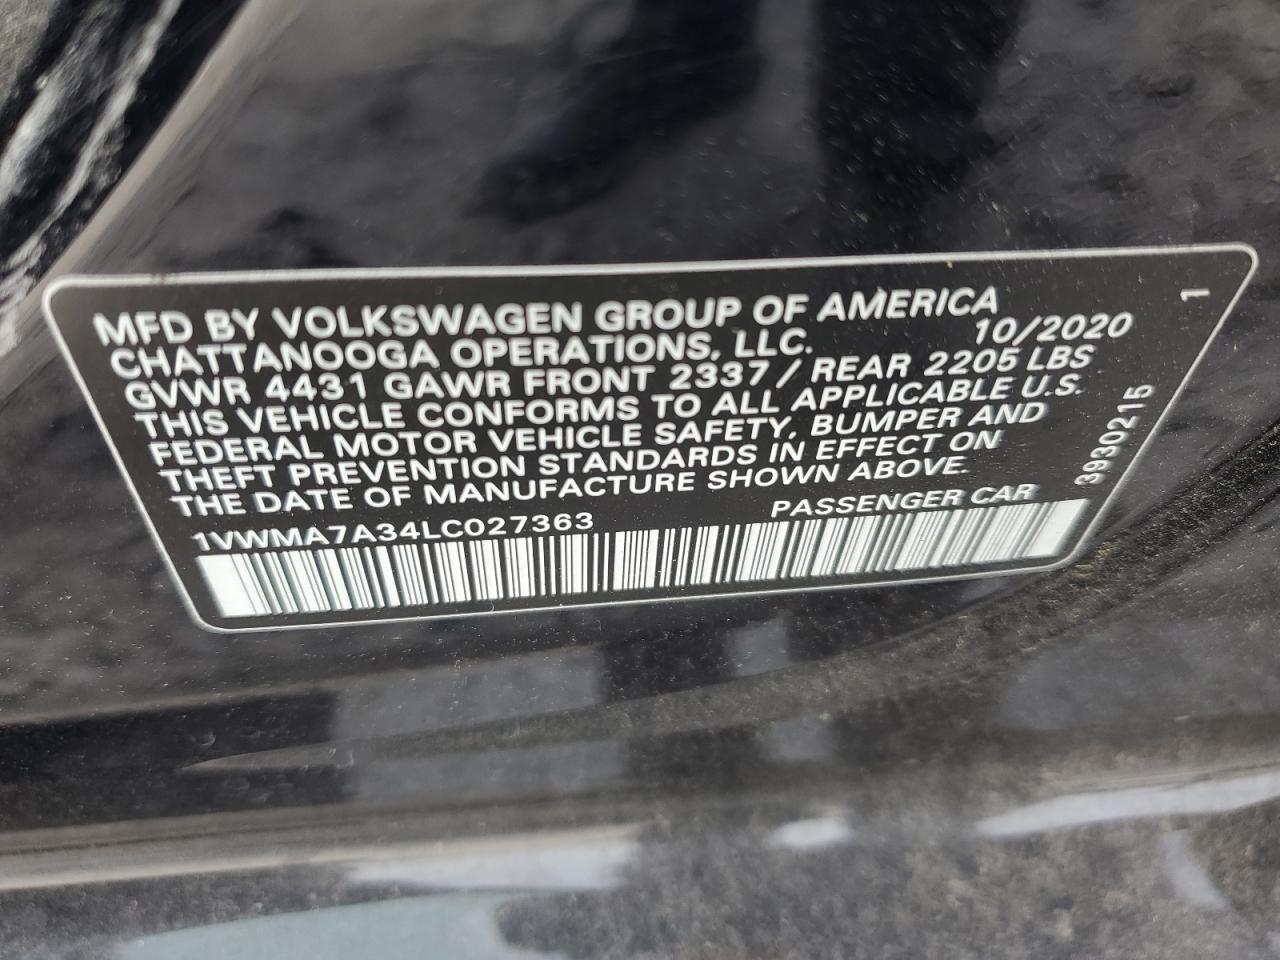 MFD BY VOLKSWAGEN GROUP OF AMERICA
CHATTANOOGA OPERATIONS, LLC. 10/2020
GVWR 4431 GAWR FRONT 2337 / REAR 2205 LBS
THIS VEHICLE CONFORMS TO ALL APPLICABLE U.S.
FEDERAL MOTOR VEHICLE SAFETY, BUMPER AND
THEFT PREVENTION STANDARDS IN EFFECT ON
THE DATE OF MANUFACTURE SHOWN ABOVE.
1VWMA7A34LC027363 PASSENGER CAR
3930215
1